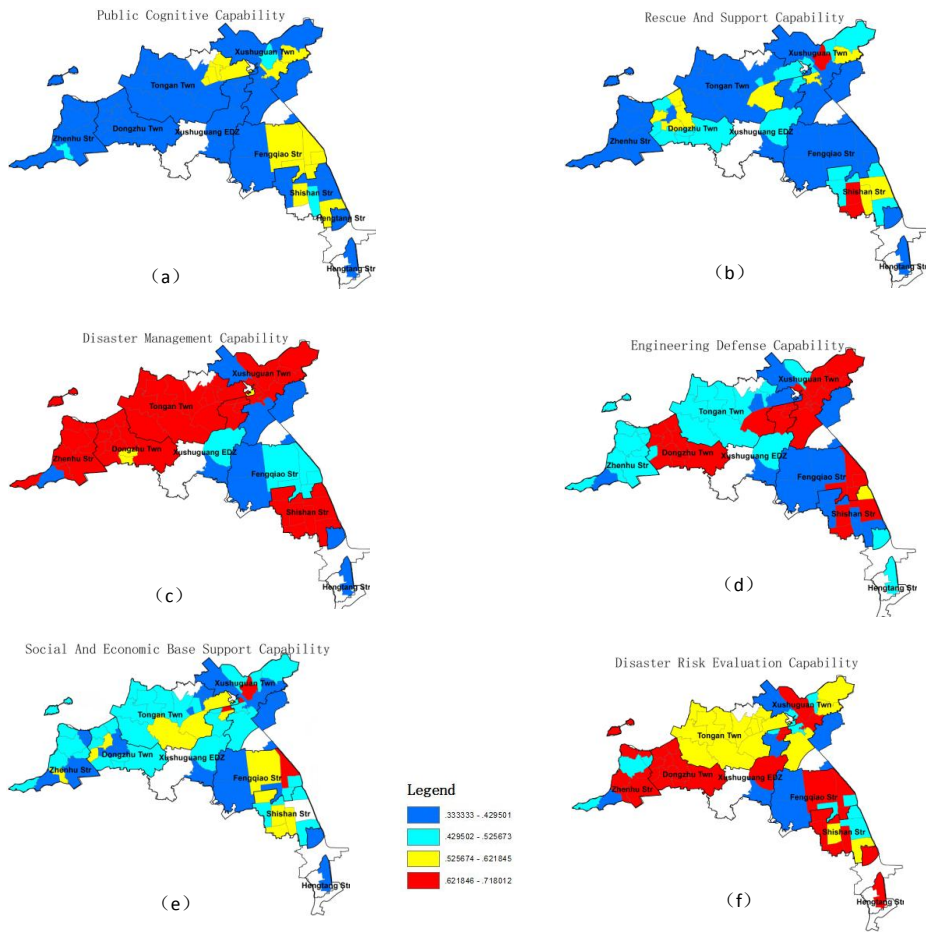 Public Cognitive Capability
Xushuguan Twn
Tongan Twn
Dongzhu Twn
Xushuguang EDZ
Zhenhu Str
Fengqiao Str
Shishan Str
Hengtang Str
Hengtang Str
(a)
Rescue And Support Capability
Xushuguan Twn
Tongan Twn
Dongzhu Twn
Xushuguang EDZ
Zhenhu Str
Fengqiao Str
Shishan Str
Hengtang Str
(b)
Disaster Management Capability
Xushuguan Twn
Tongan Twn
Dongzhu Twn
Xushuguang EDZ
Zhenhu Str
Fengqiao Str
Shishan Str
Hengtang Str
(c)
Engineering Defense Capability
Xushuguan Twn
Tongan Twn
Dongzhu Twn
Xushuguang EDZ
Zhenhu Str
Shishan Str
Hengtang Str
(d)
Social And Economic Base Support Capability
Xushuguan Twn
Tongan Twn
Dongzhu Twn
Xushuguang EDZ
Zhenhu Str
Fengqiao Str
Shishan Str
Hengtang Str
(e)
Legend
.333333 - .429501
.429502 - .525673
.525674 - .621845
.621846 - .718012
Disaster Risk Evaluation Capability
Xushuguan Twn
Tongan Twn
Dongzhu Twn
Xushuguang EDZ
Zhenhu Str
Fengqiao Str
Shishan Str
Hengtang Str
(f)